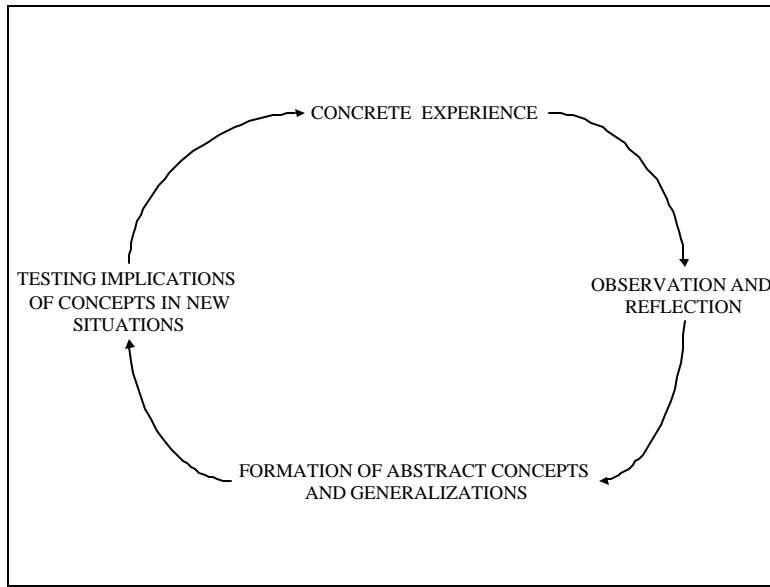 CONCRETE EXPERIENCE
OBSERVATION AND
REFLECTION
FORMATION OF ABSTRACT CONCEPTS
AND GENERALIZATIONS
TESTING IMPLICATIONS
OF CONCEPTS IN NEW
SITUATIONS